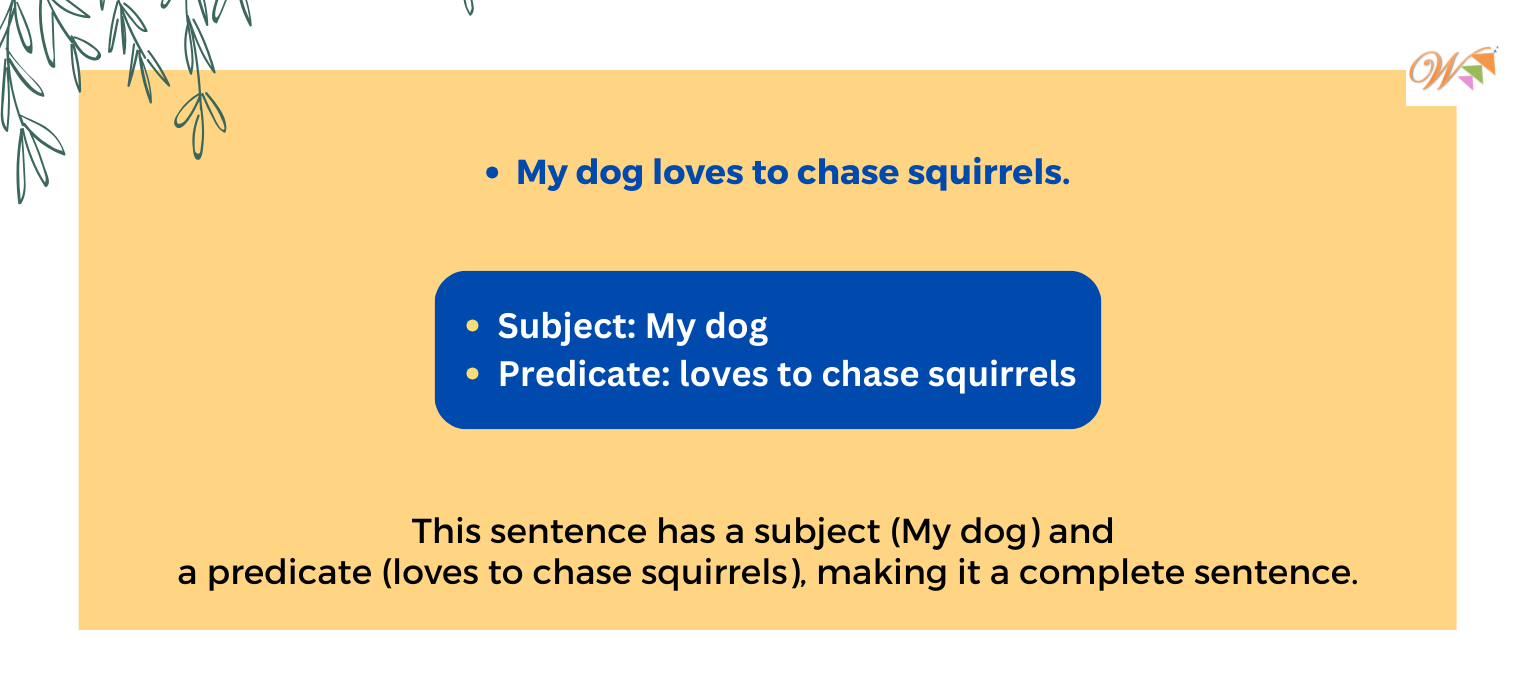 W
• My dog loves to chase squirrels.
• Subject: My dog
• Predicate: loves to chase squirrels
This sentence has a subject (My dog) and
a predicate (loves to chase squirrels), making it a complete sentence.